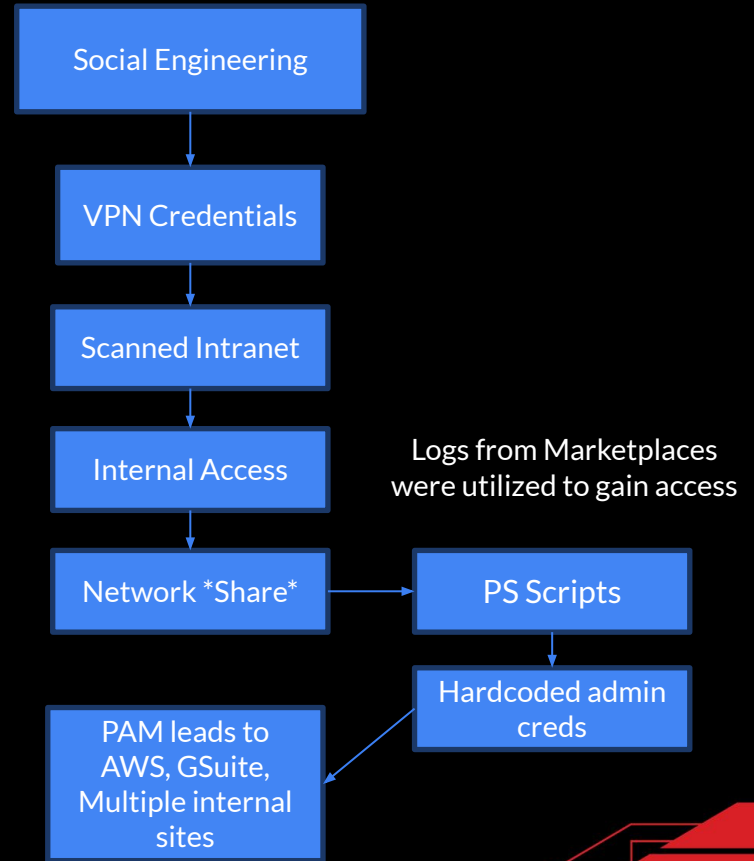 Social Engineering
VPN Credentials
Scanned Intranet
Internal Access
Logs from Marketplaces
were utilized to gain access
Network *Share*
PS Scripts
Hardcoded admin
creds
PAM leads to
AWS, GSuite,
Multiple internal
sites